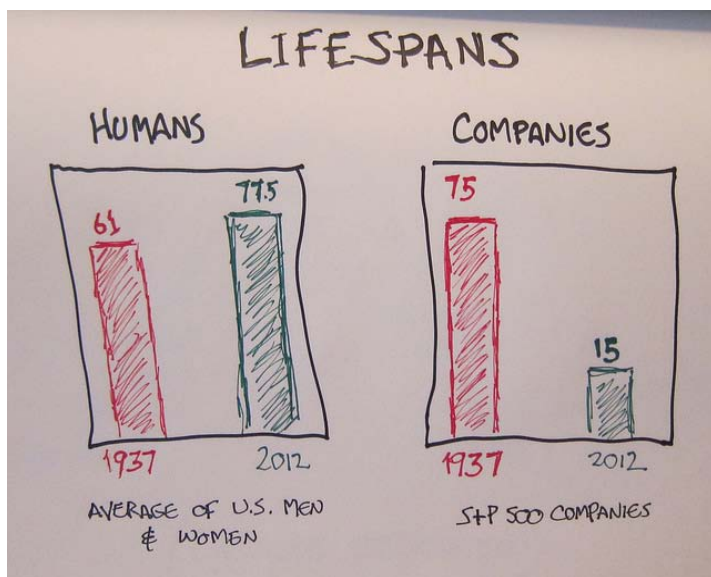 LIFESPANS
HUMANS
61
77.5
1937
2012
AVERAGE OF U.S. MEN
& WOMEN
COMPANIES
75
15
1937
2012
S+P 500 COMPANIES